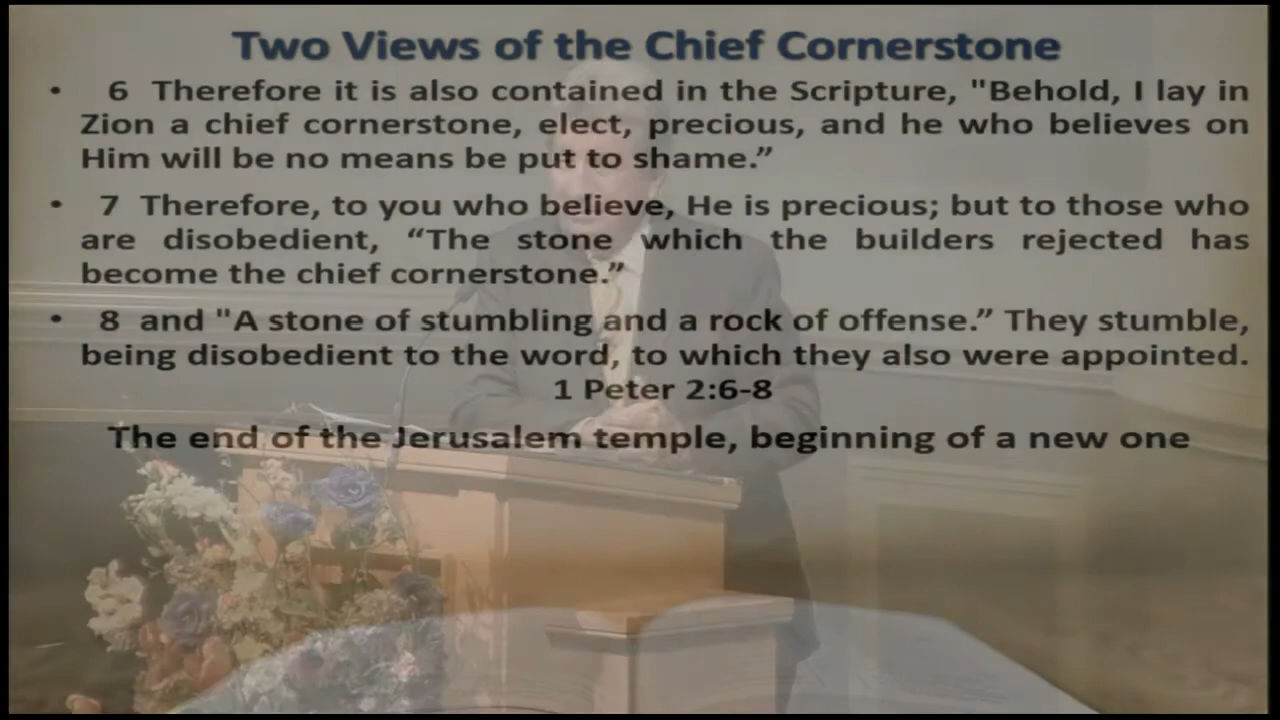 Two Views of the Chief Cornerstone
• 6 Therefore it is also contained in the Scripture, "Behold, I lay in
Zion a chief cornerstone, elect, precious, and he who believes on
Him will be no means be put to shame.”
• 7 Therefore, to you who believe, He is precious; but to those who
are disobedient, “The stone which the builders rejected has
become the chief cornerstone.”
• 8 and "A stone of stumbling and a rock of offense.” They stumble,
being disobedient to the word, to which they also were appointed.
1 Peter 2:6-8
The end of the Jerusalem temple, beginning of a new one